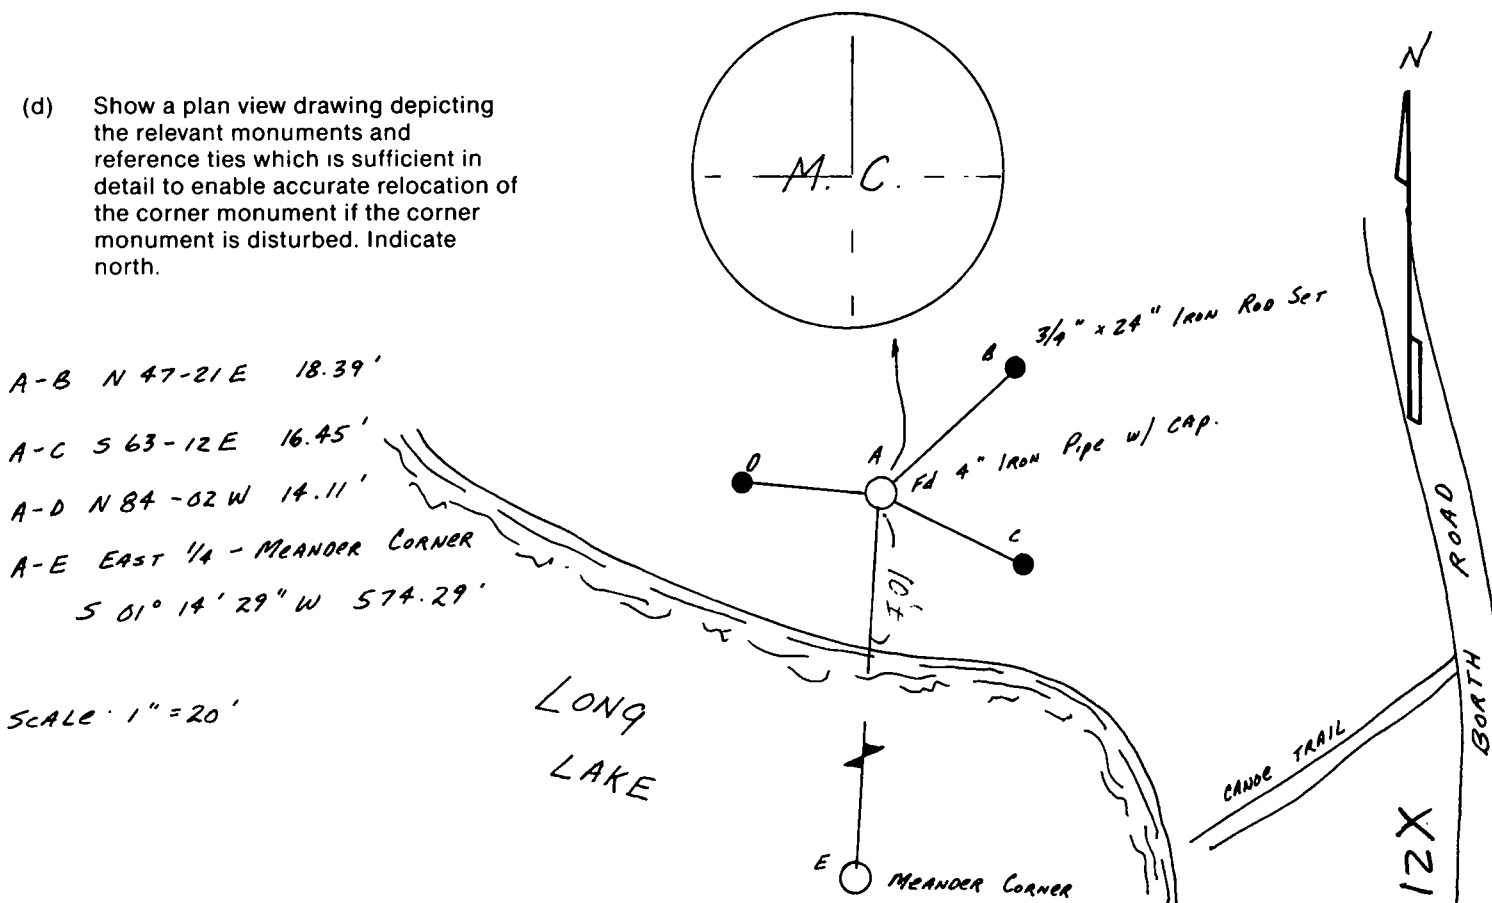 (d) Show a plan view drawing depicting
the relevant monuments and
reference ties which is sufficient in
detail to enable accurate relocation of
the corner monument if the corner
monument is disturbed. Indicate
north.
M. C.
N
A-B N 47-21 E 18.39'
A-C S 63-12 E 16.45'
A-D N 84-02 W 14.11'
A-E EAST 1/4 - MEANDER CORNER
S 01° 14' 29" W 574.29'
SCALE 1" = 20'
B 3/4" x 24" IRON ROD SET
A Fd 4" IRON PIPE w/ CAP.
D
C
LONG
LAKE
E MEANDER CORNER
CANOE TRAIL
BORTH ROAD
12X